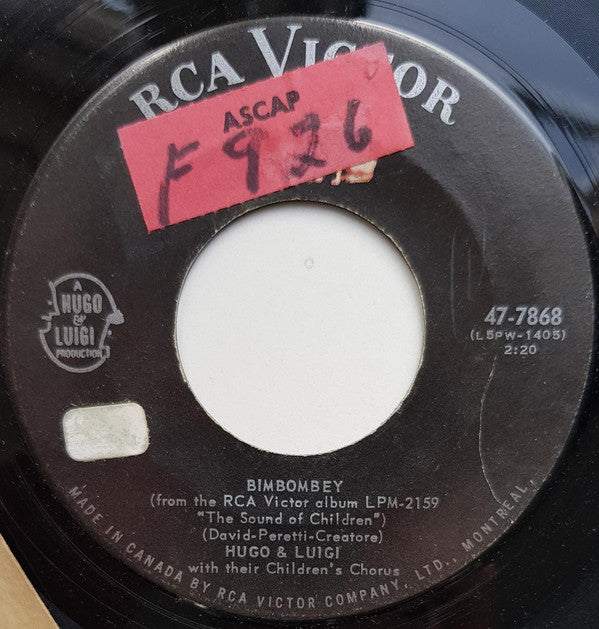 RCA VICTOR
ASCAP
F926
A
HUGO
&
LUIGI
PRODUCTION
47-7868
(L5PW-1405)
2:20
BIMBOMBEY
(from the RCA Victor album LPM-2159
"The Sound of Children")
(David-Peretti-Creatore)
HUGO & LUIGI
with their Children's Chorus
MADE IN CANADA BY RCA VICTOR COMPANY, LTD., MONTREAL,